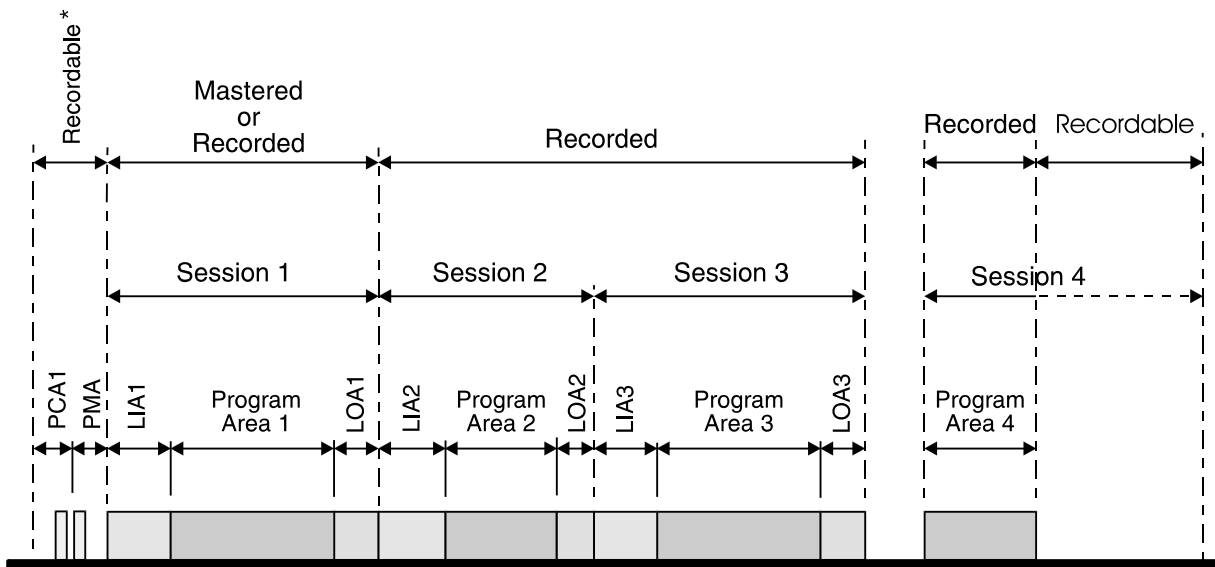 Recordable*
Mastered
or
Recorded
Recorded
Recorded
Recordable
Session 1
Session 2
Session 3
Session 4
PCA1
PMA
LIA1
Program
Area 1
LOA1
LIA2
Program
Area 2
LOA2
LIA3
Program
Area 3
LOA3
Program
Area 4